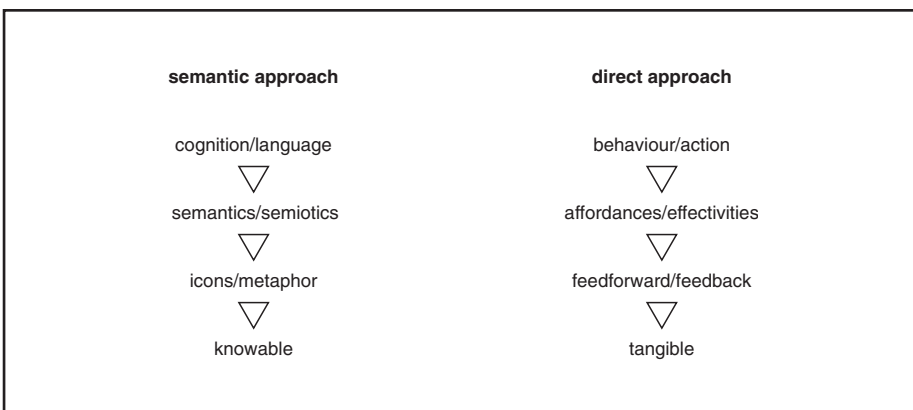 semantic approach
cognition/language
semantics/semiotics
icons/metaphor
knowable
direct approach
behaviour/action
affordances/effectivities
feedforward/feedback
tangible